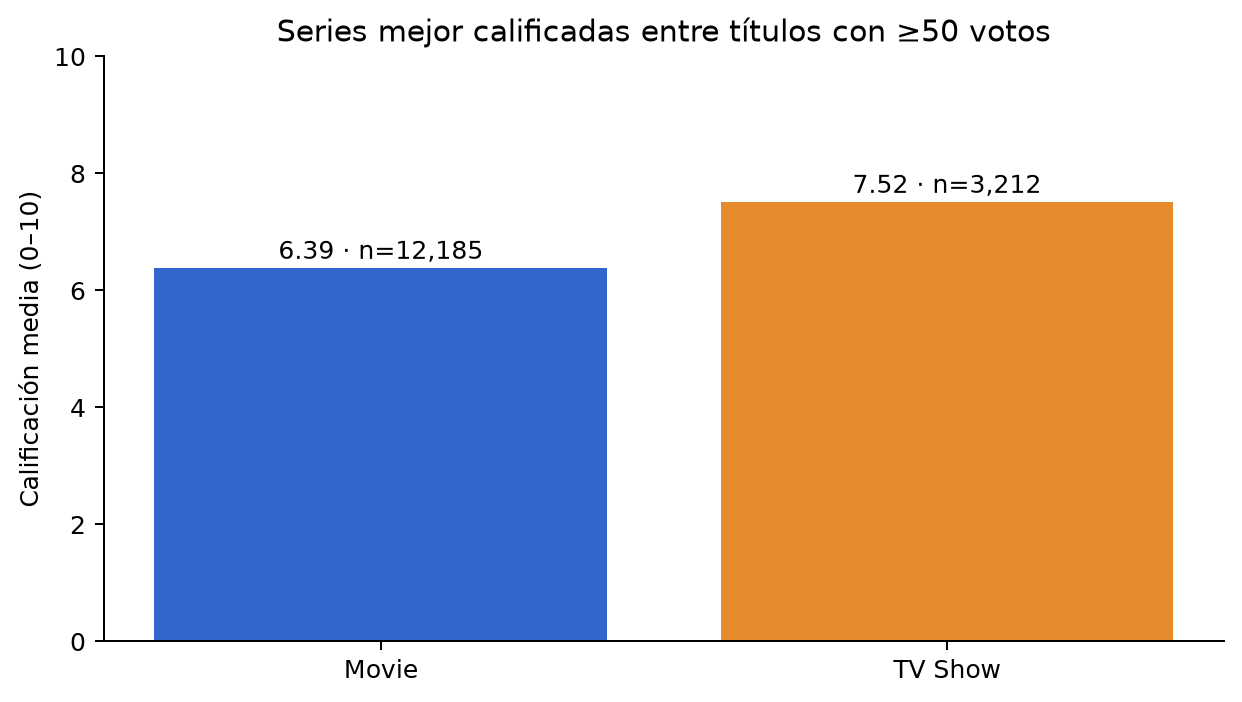 Series mejor calificadas entre títulos con ≥50 votos
Calificación media (0–10)
10
8
6
4
2
0
6.39 · n=12,185
7.52 · n=3,212
Movie
TV Show